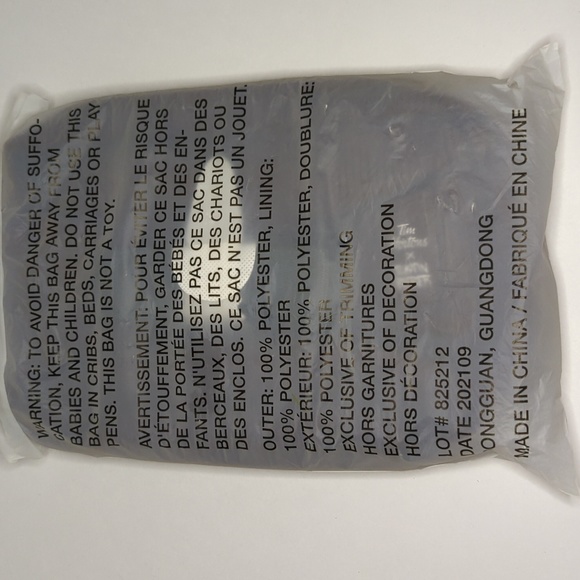 WARNING: TO AVOID DANGER OF SUFFO-
CATION, KEEP THIS BAG AWAY FROM
BABIES AND CHILDREN. DO NOT USE THIS
BAG IN CRIBS, BEDS, CARRIAGES OR PLAY
PENS. THIS BAG IS NOT A TOY.
AVERTISSEMENT: POUR ÉVITER LE RISQUE
D'ÉTOUFFEMENT, GARDER CE SAC HORS
DE LA PORTÉE DES BÉBÉS ET DES EN-
FANTS. N'UTILISEZ PAS CE SAC DANS DES
BERCEAUX, DES LITS, DES CHARIOTS OU
DES ENCLOS. CE SAC N'EST PAS UN JOUET.
OUTER: 100% POLYESTER, LINING:
100% POLYESTER
EXTÉRIEUR: 100% POLYESTER, DOUBLURE:
100% POLYESTER
EXCLUSIVE OF TRIMMING
HORS GARNITURES
EXCLUSIVE OF DECORATION
HORS DÉCORATION
LOT# 825212
DATE 202109
DONGGUAN, GUANGDONG
MADE IN CHINA / FABRIQUÉ EN CHINE